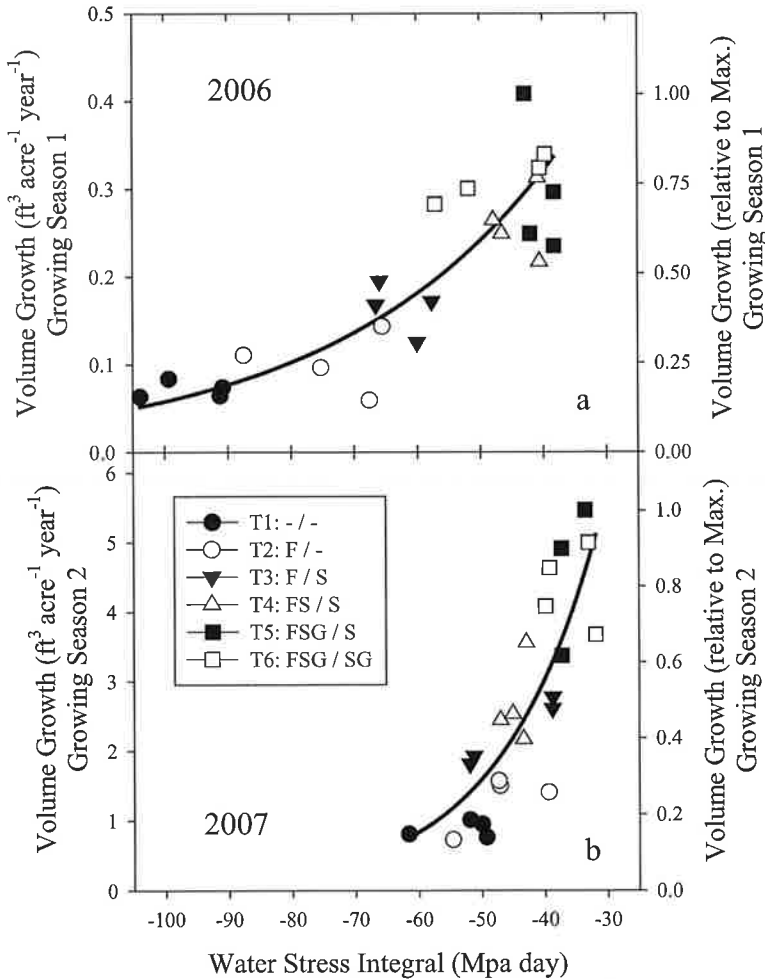 Volume Growth (ft³ acre⁻¹ year⁻¹)
Growing Season 1
0.5
0.4
0.3
0.2
0.1
0.0
2006
a
1.00
0.75
0.50
0.25
0.00
Volume Growth (relative to Max.)
Growing Season 1
Volume Growth (ft³ acre⁻¹ year⁻¹)
Growing Season 2
6
5
4
3
2
1
0
T1: - / -
T2: F / -
T3: F / S
T4: FS / S
T5: FSG / S
T6: FSG / SG
2007
b
1.0
0.8
0.6
0.4
0.2
0.0
Volume Growth (relative to Max.)
Growing Season 2
-100 -90 -80 -70 -60 -50 -40 -30
Water Stress Integral (Mpa day)